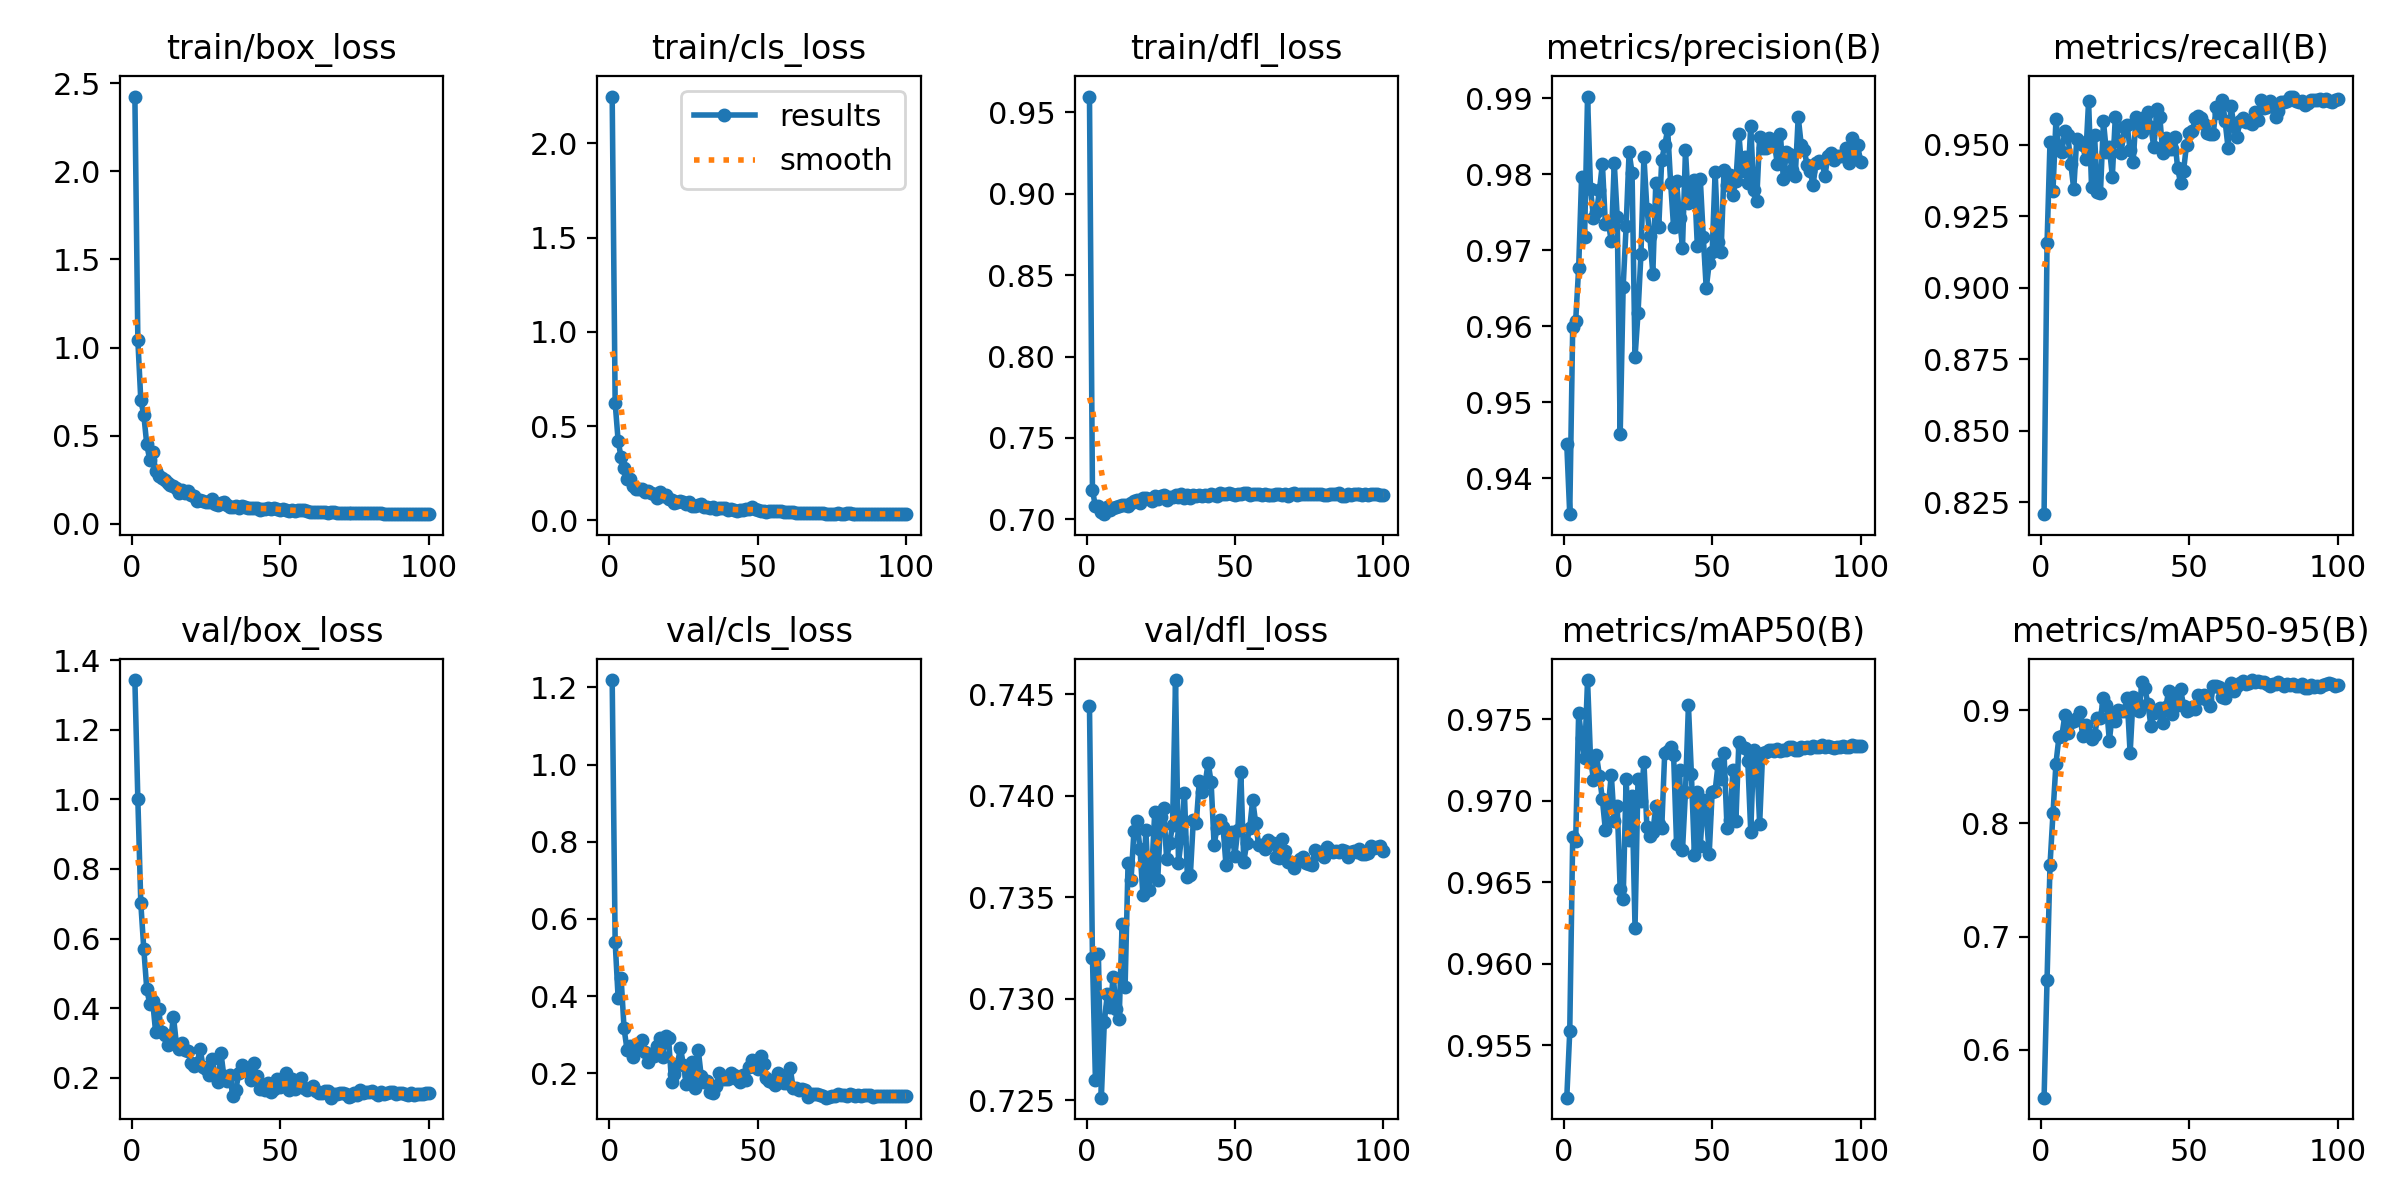 train/box_loss
2.5
2.0
1.5
1.0
0.5
0.0
0 50 100
train/cls_loss
results
smooth
2.0
1.5
1.0
0.5
0.0
0 50 100
train/dfl_loss
0.95
0.90
0.85
0.80
0.75
0.70
0 50 100
metrics/precision(B)
0.99
0.98
0.97
0.96
0.95
0.94
0 50 100
metrics/recall(B)
0.950
0.925
0.900
0.875
0.850
0.825
0 50 100
val/box_loss
1.4
1.2
1.0
0.8
0.6
0.4
0.2
0 50 100
val/cls_loss
1.2
1.0
0.8
0.6
0.4
0.2
0 50 100
val/dfl_loss
0.745
0.740
0.735
0.730
0.725
0 50 100
metrics/mAP50(B)
0.975
0.970
0.965
0.960
0.955
0 50 100
metrics/mAP50-95(B)
0.9
0.8
0.7
0.6
0 50 100